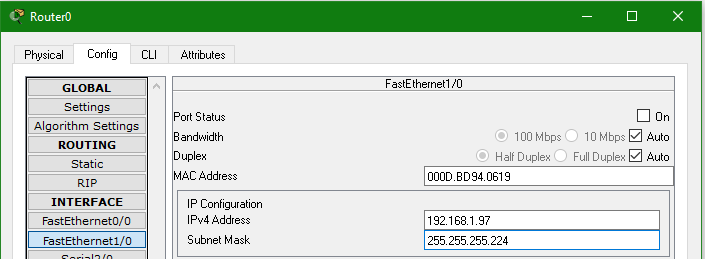 Router0
Physical Config CLI Attributes
GLOBAL
Settings
Algorithm Settings
ROUTING
Static
RIP
INTERFACE
FastEthernet0/0
FastEthernet1/0
Serial2/0
FastEthernet1/0
Port Status On
Bandwidth 100 Mbps 10 Mbps Auto
Duplex Half Duplex Full Duplex Auto
MAC Address 000D.BD94.0619
IP Configuration
IPv4 Address 192.168.1.97
Subnet Mask 255.255.255.224